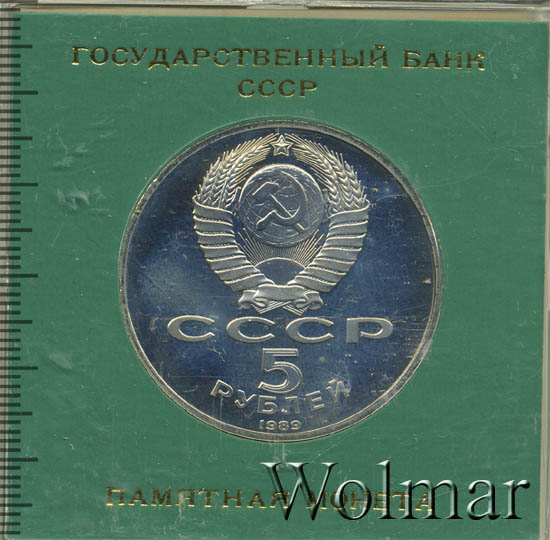 ГОСУДАРСТВЕННЫЙ БАНК
СССР
СССР
5
РУБЛЕЙ
1989
ПАМЯТНАЯ МОНЕТА
Wolmar